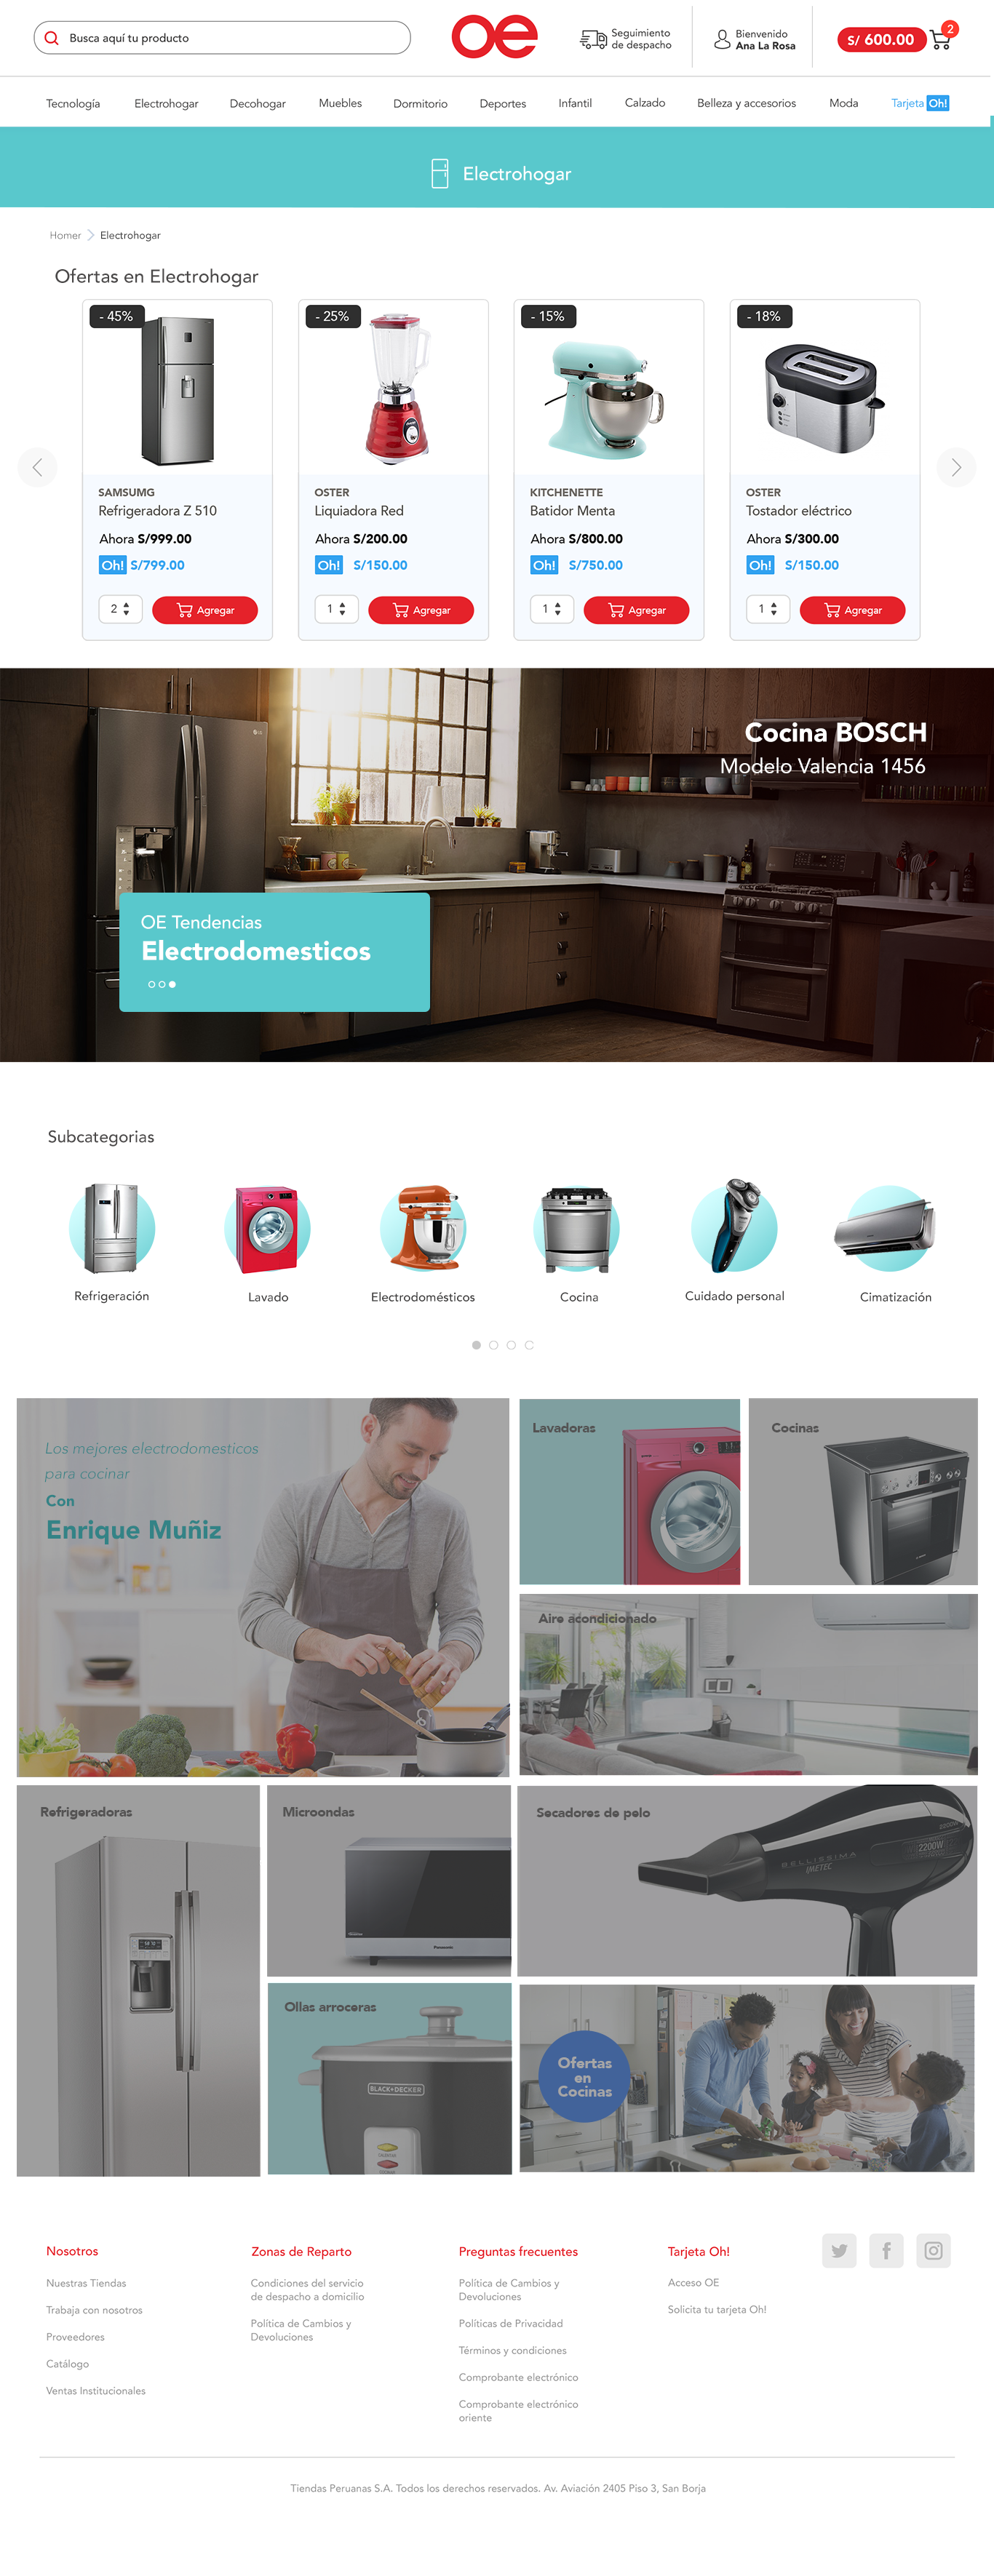 Busca aquí tu producto
oe
Seguimiento
de despacho
Bienvenido
Ana La Rosa
S/ 600.00
2
Tecnología
Electrohogar
Decohogar
Muebles
Dormitorio
Deportes
Infantil
Calzado
Belleza y accesorios
Moda
Tarjeta Oh!
Electrohogar
Homer
Electrohogar
Ofertas en Electrohogar
- 45%
SAMSUMG
Refrigeradora Z 510
Ahora S/999.00
Oh! S/799.00
2
Agregar
- 25%
OSTER
Liquiadora Red
Ahora S/200.00
Oh! S/150.00
1
Agregar
- 15%
KITCHENETTE
Batidor Menta
Ahora S/800.00
Oh! S/750.00
1
Agregar
- 18%
OSTER
Tostador eléctrico
Ahora S/300.00
Oh! S/150.00
1
Agregar
LG
Cocina BOSCH
Modelo Valencia 1456
OE Tendencias
Electrodomesticos
Subcategorias
Refrigeración
Lavado
Electrodomésticos
Cocina
Cuidado personal
Cimatización
Los mejores electrodomesticos
para cocinar
Con
Enrique Muñiz
Lavadoras
Cocinas
Aire acondicionado
Refrigeradoras
Microondas
Panasonic
Secadores de pelo
BELLISSIMA
IMETEC
2200W
Ollas arroceras
BLACK+DECKER
Ofertas
en
Cocinas
Nosotros
Nuestras Tiendas
Trabaja con nosotros
Proveedores
Catálogo
Ventas Institucionales
Zonas de Reparto
Condiciones del servicio
de despacho a domicilio
Política de Cambios y
Devoluciones
Preguntas frecuentes
Política de Cambios y
Devoluciones
Políticas de Privacidad
Términos y condiciones
Comprobante electrónico
Comprobante electrónico
oriente
Tarjeta Oh!
Acceso OE
Solicita tu tarjeta Oh!
Tiendas Peruanas S.A. Todos los derechos reservados. Av. Aviación 2405 Piso 3, San Borja